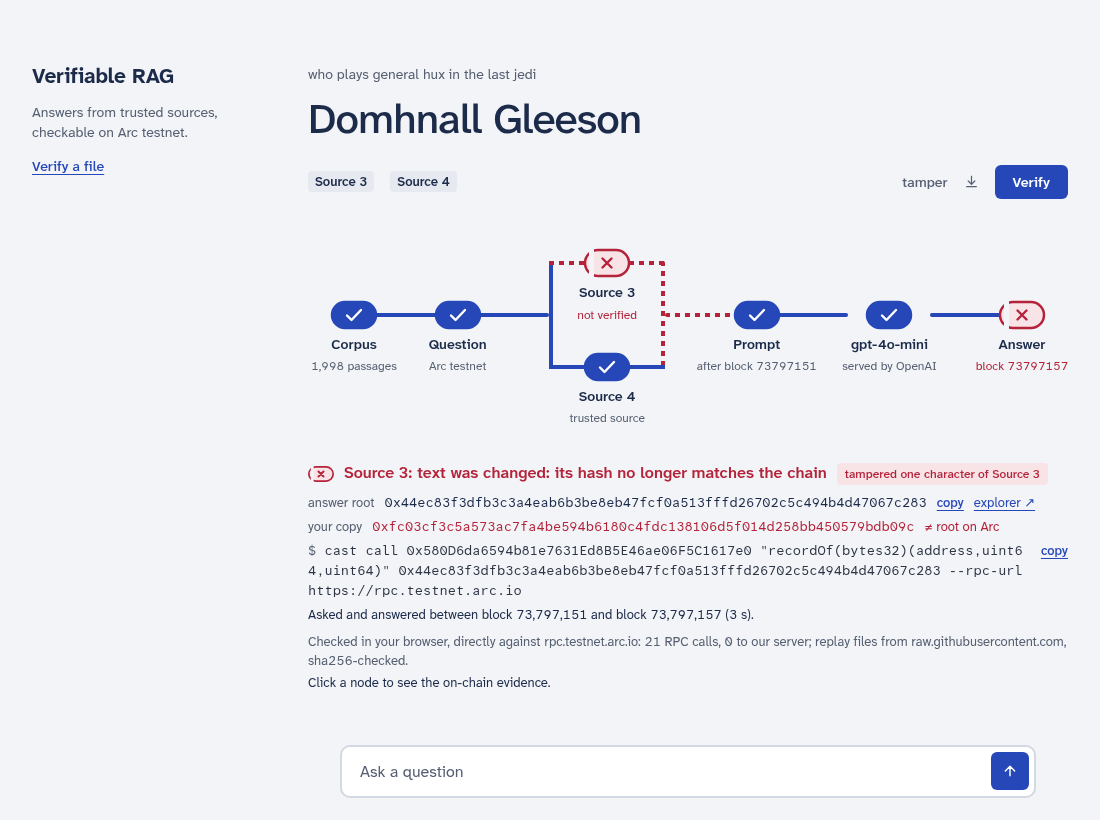 Verifiable RAG
Answers from trusted sources,
checkable on Arc testnet.
Verify a file
who plays general hux in the last jedi
Domhnall Gleeson
Source 3 Source 4
tamper Verify
Source 3
not verified
Corpus
1,998 passages
Question
Arc testnet
Source 4
trusted source
Prompt
after block 73797151
gpt-4o-mini
served by OpenAI
Answer
block 73797157
Source 3: text was changed: its hash no longer matches the chain tampered one character of Source 3
answer root 0x44ec83f3dfb3c3a4eab6b3be8eb47fcf0a513fffd26702c5c494b4d47067c283 copy explorer ↗
your copy 0xfc03cf3c5a573ac7fa4be594b6180c4fdc138106d5f014d258bb450579bdb09c ≠ root on Arc
$ cast call 0x580D6da6594b81e7631Ed8B5E46ae06F5C1617e0 "recordOf(bytes32)(address,uint6 copy
4,uint64)" 0x44ec83f3dfb3c3a4eab6b3be8eb47fcf0a513fffd26702c5c494b4d47067c283 --rpc-url
https://rpc.testnet.arc.io
Asked and answered between block 73,797,151 and block 73,797,157 (3 s).
Checked in your browser, directly against rpc.testnet.arc.io: 21 RPC calls, 0 to our server; replay files from raw.githubusercontent.com,
sha256-checked.
Click a node to see the on-chain evidence.
Ask a question